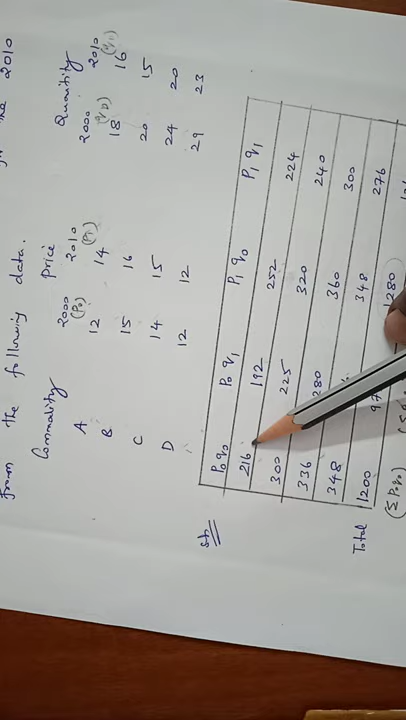 the 2010
from the following data.
Commodity Price Quantity
2000 2010 2000 2010
(P₀) (P₁) (q₀) (q₁)
A 12 14 18 16
B 15 16 20 15
C 14 15 24 20
D 12 12 29 23
P₀q₀ P₀q₁ P₁q₀ P₁q₁
216 192 252 224
300 225 320 240
336 280 360 300
348 348 276
Total 1200 97 1280
(ΣP₀q₀)